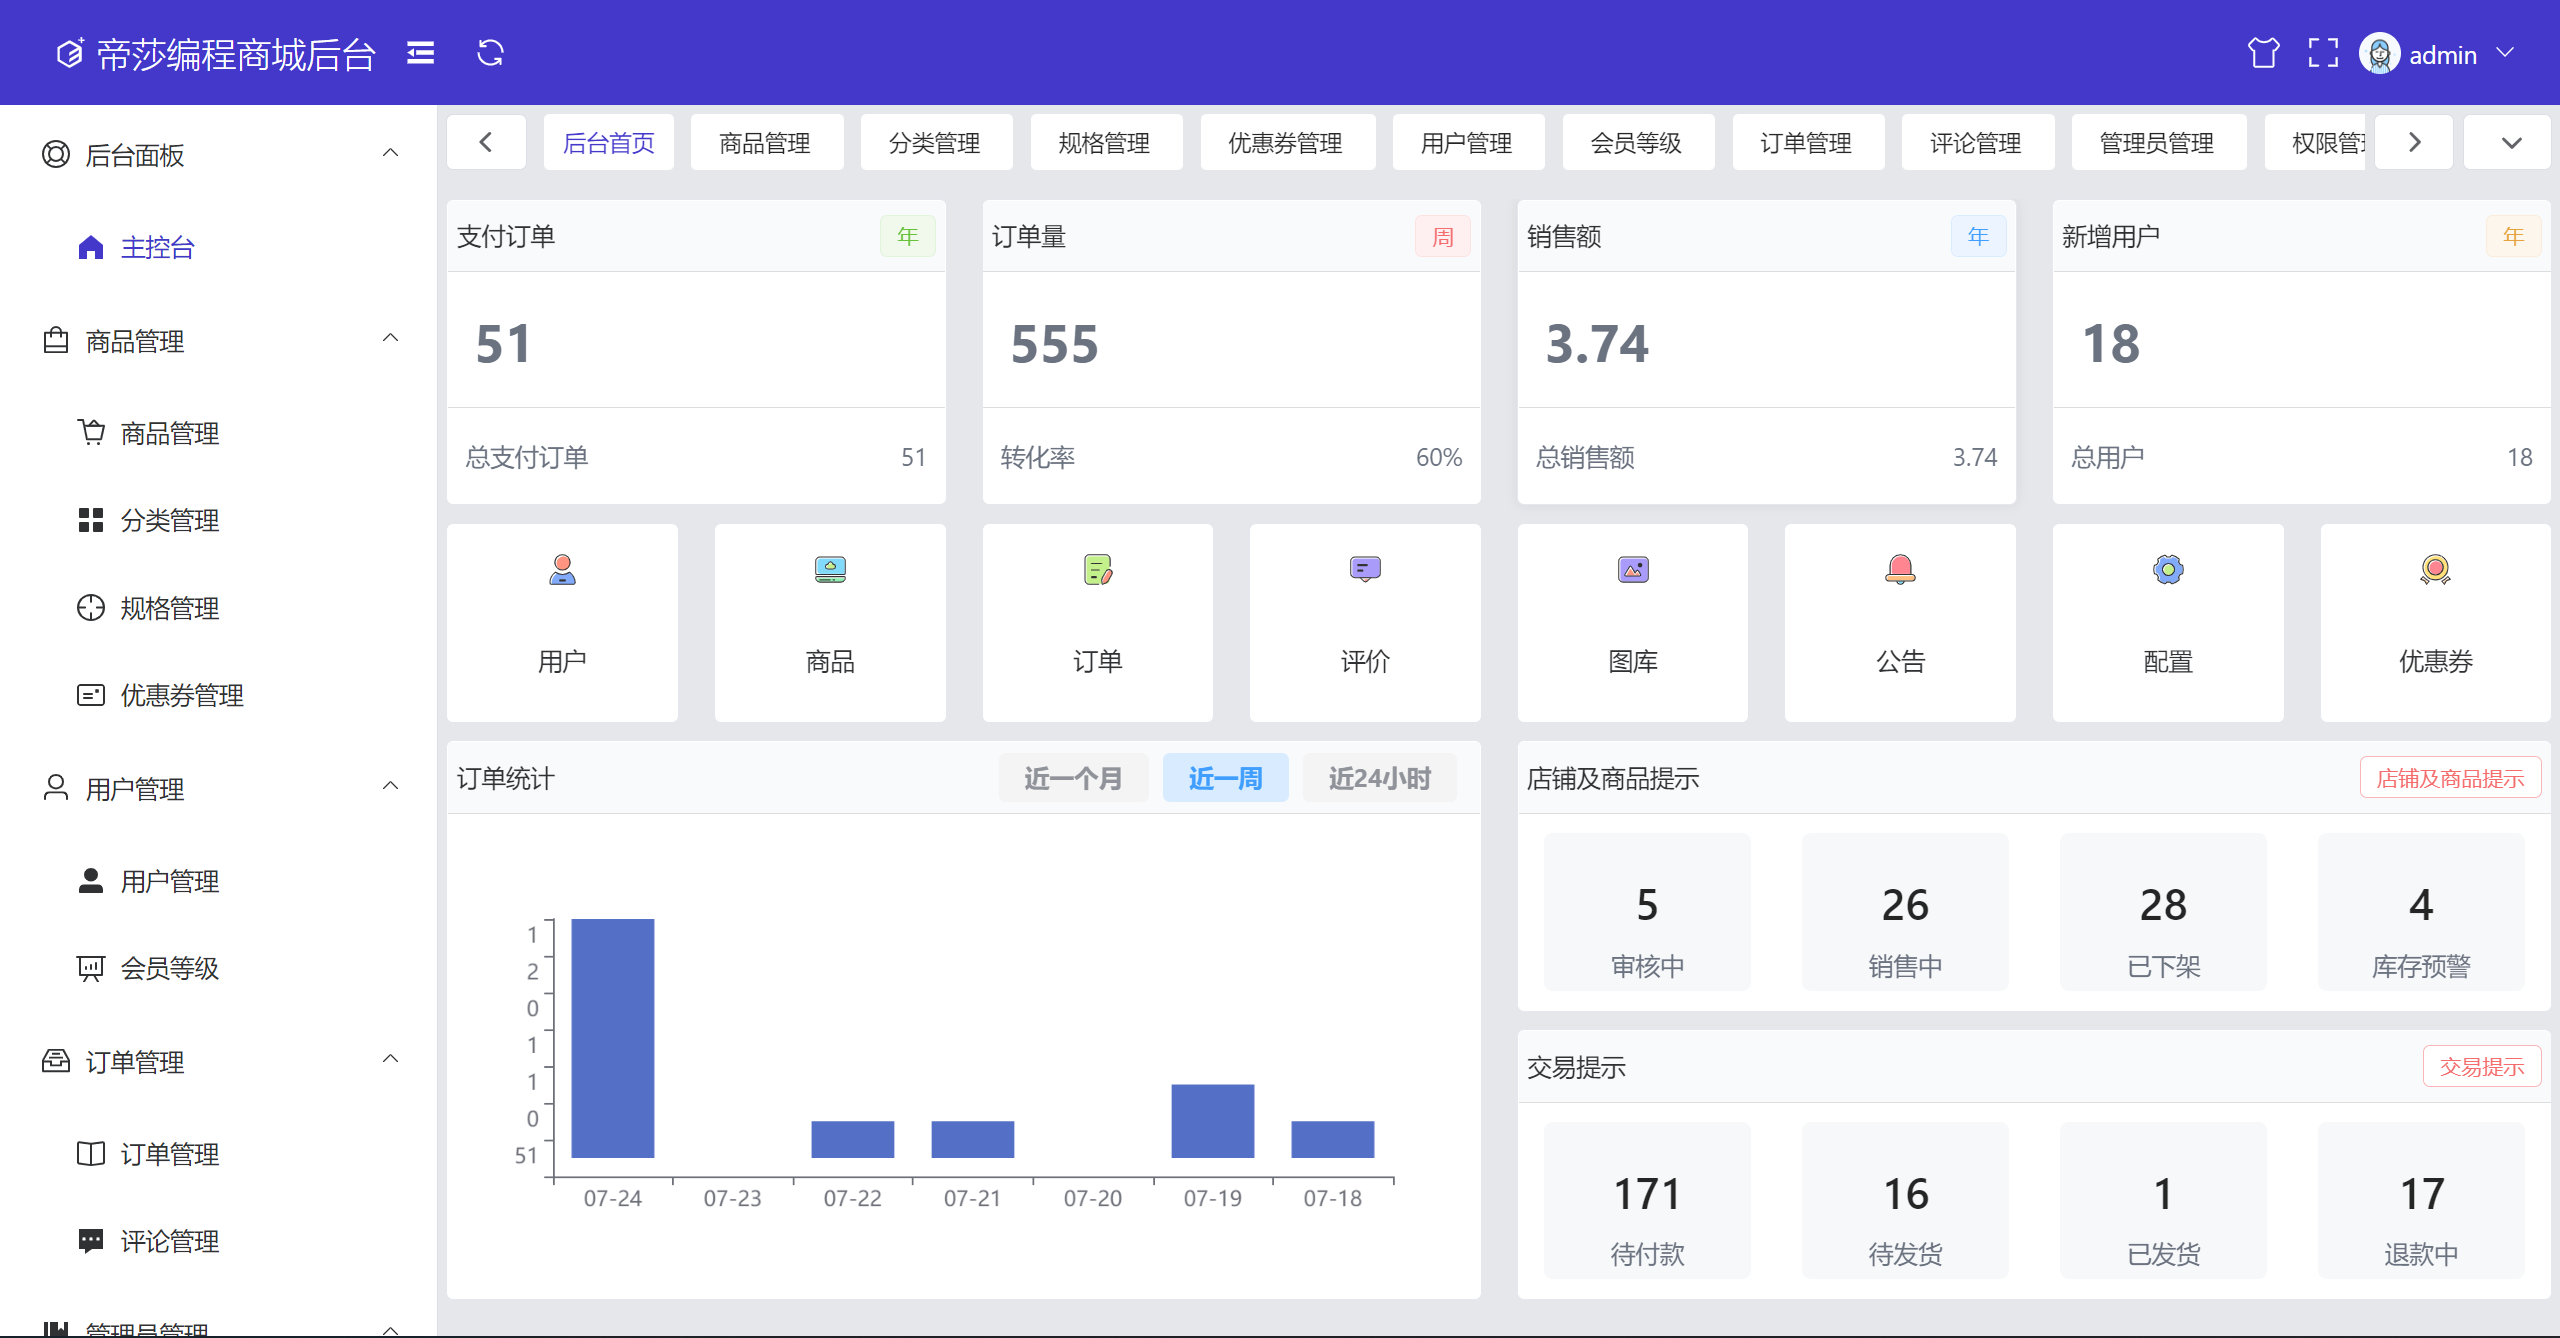 帝莎编程商城后台
admin
后台面板
主控台
商品管理
商品管理
分类管理
规格管理
优惠券管理
用户管理
用户管理
会员等级
订单管理
订单管理
评论管理
管理员管理
后台首页 商品管理 分类管理 规格管理 优惠券管理 用户管理 会员等级 订单管理 评论管理 管理员管理 权限管
支付订单 年
51
总支付订单 51
订单量 周
555
转化率 60%
销售额 年
3.74
总销售额 3.74
新增用户 年
18
总用户 18
用户 商品 订单 评价 图库 公告 配置 优惠券
订单统计 近一个月 近一周 近24小时
1
2
0
1
1
0
51
07-24 07-23 07-22 07-21 07-20 07-19 07-18
店铺及商品提示 店铺及商品提示
5 26 28 4
审核中 销售中 已下架 库存预警
交易提示 交易提示
171 16 1 17
待付款 待发货 已发货 退款中